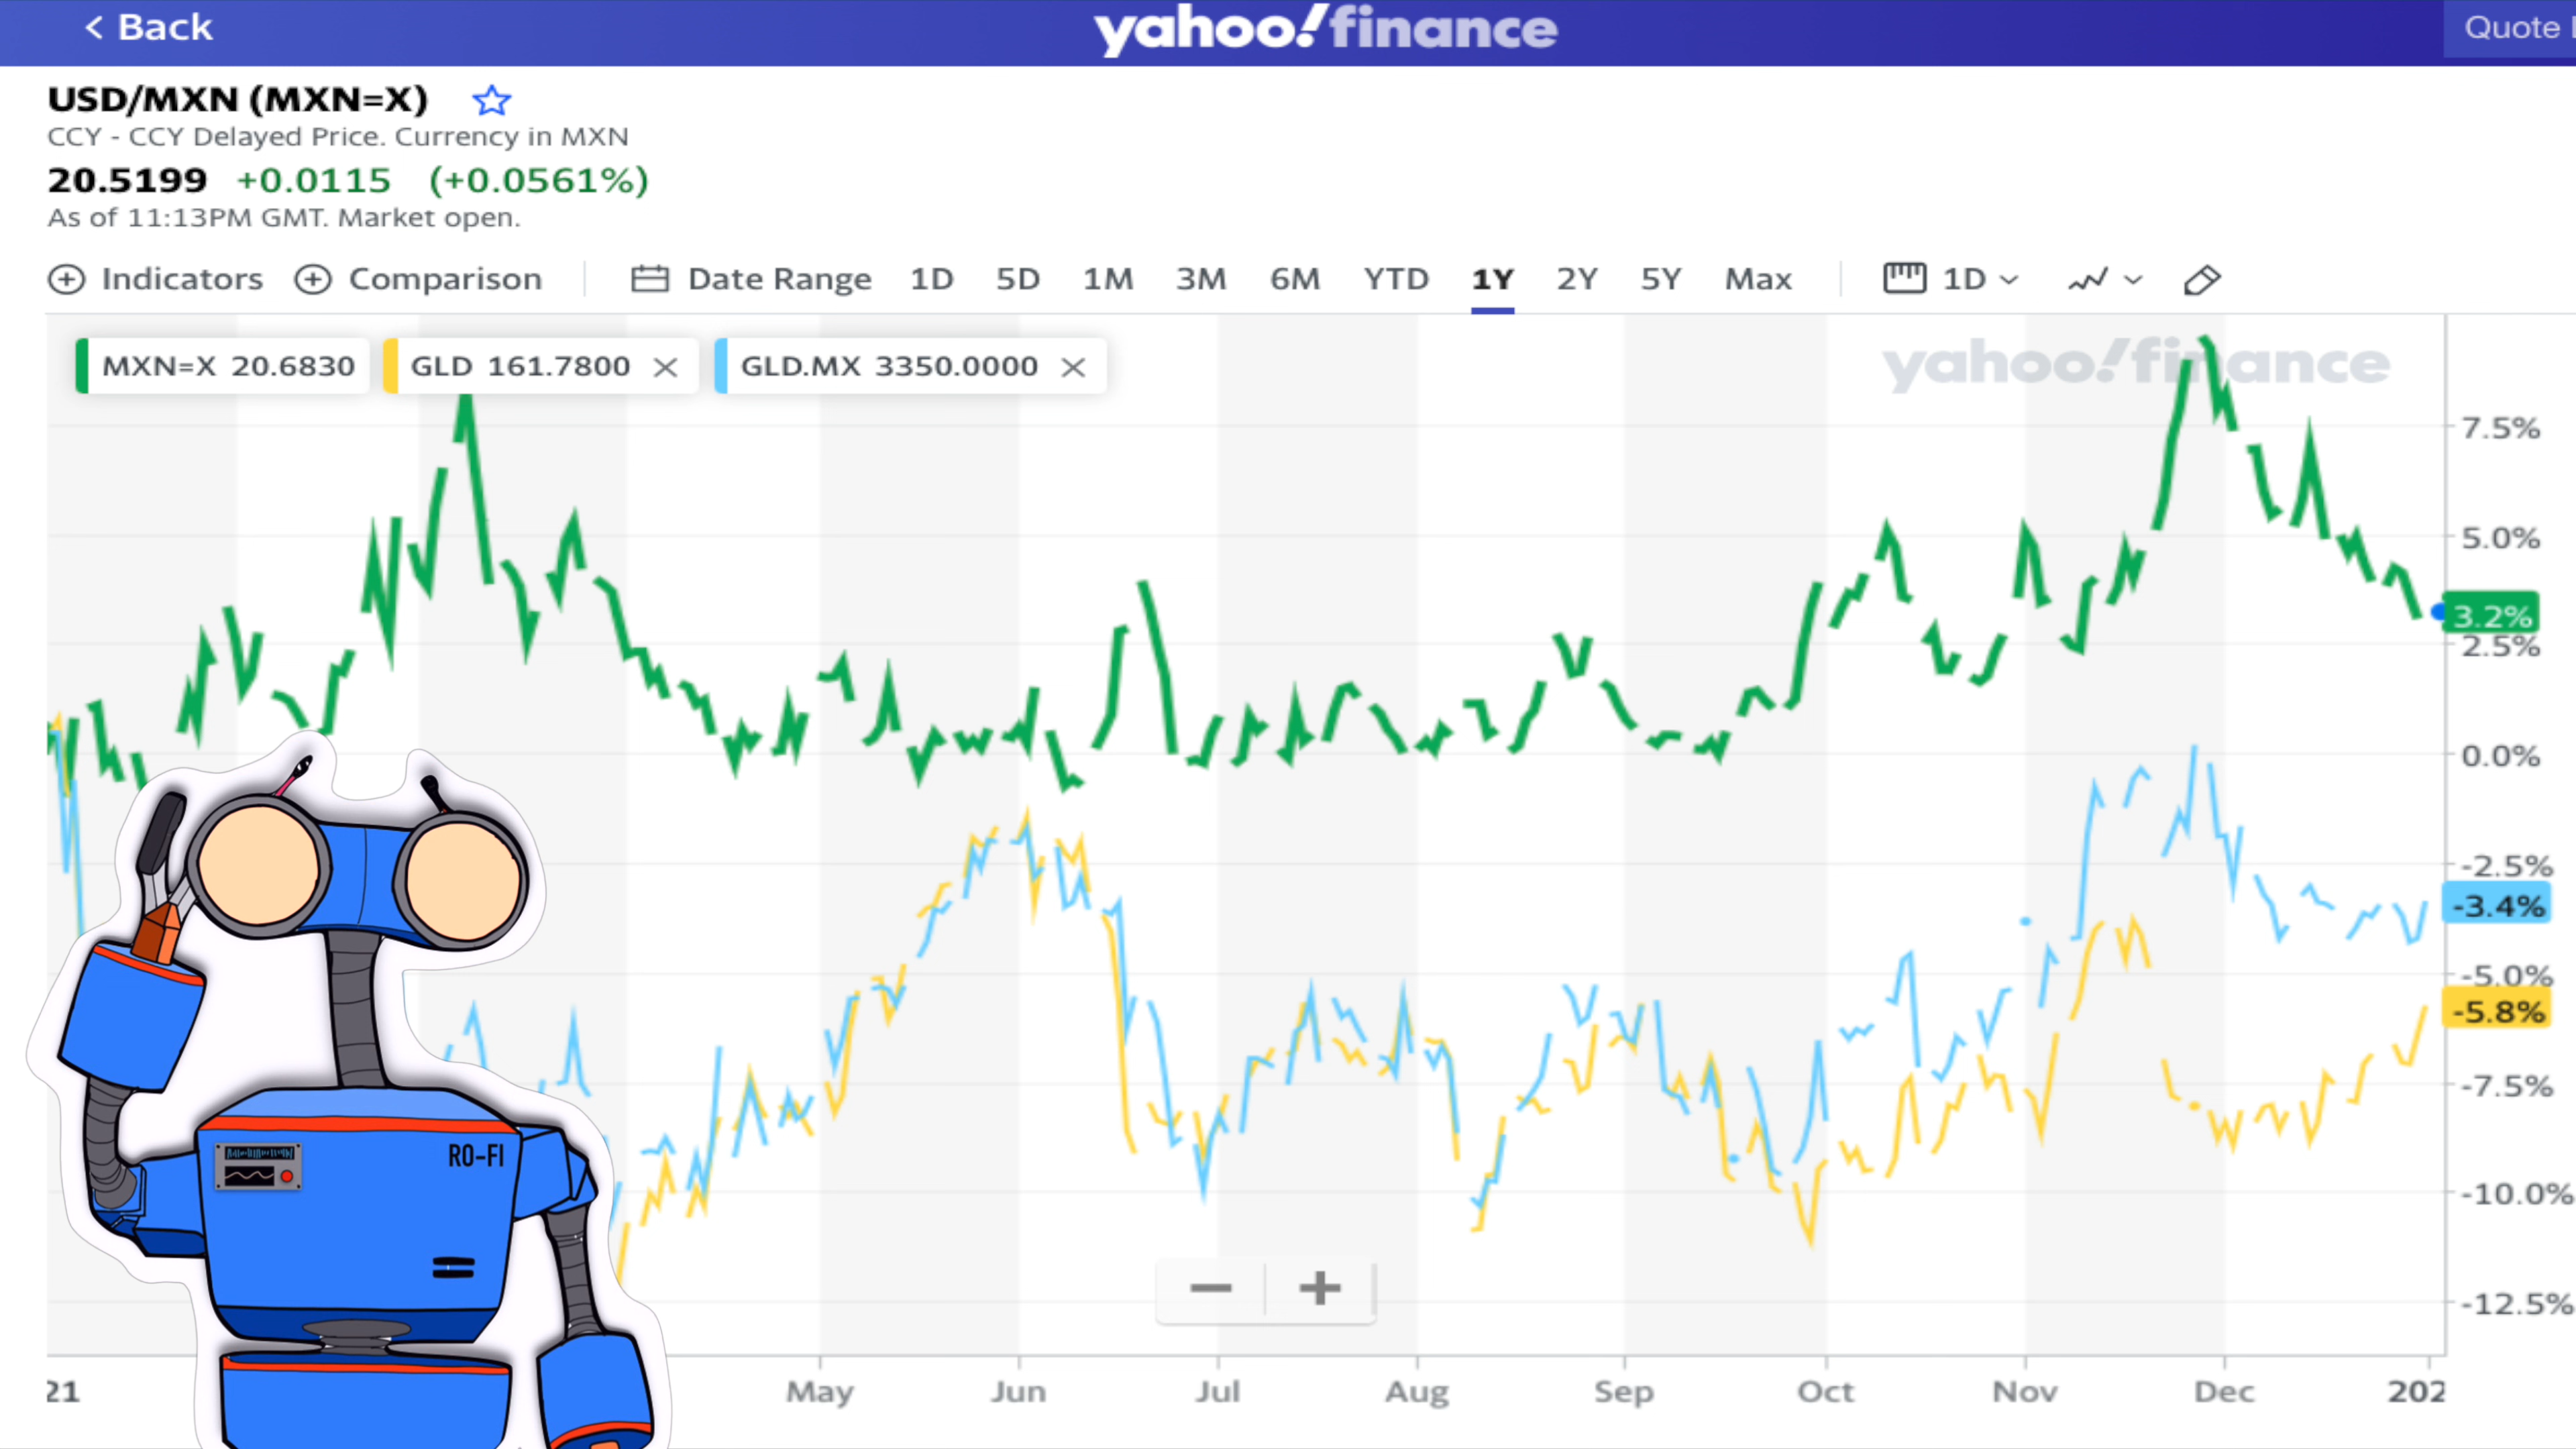 Back
yahoo!finance
Quote
USD/MXN (MXN=X)
CCY - CCY Delayed Price. Currency in MXN
20.5199 +0.0115 (+0.0561%)
As of 11:13PM GMT. Market open.
Indicators Comparison Date Range 1D 5D 1M 3M 6M YTD 1Y 2Y 5Y Max 1D
MXN=X 20.6830 GLD 161.7800 GLD.MX 3350.0000
yahoo!finance
7.5%
5.0%
3.2%
2.5%
0.0%
-2.5%
-3.4%
-5.0%
-5.8%
-7.5%
-10.0%
-12.5%
RO-FI
21 May Jun Jul Aug Sep Oct Nov Dec 202